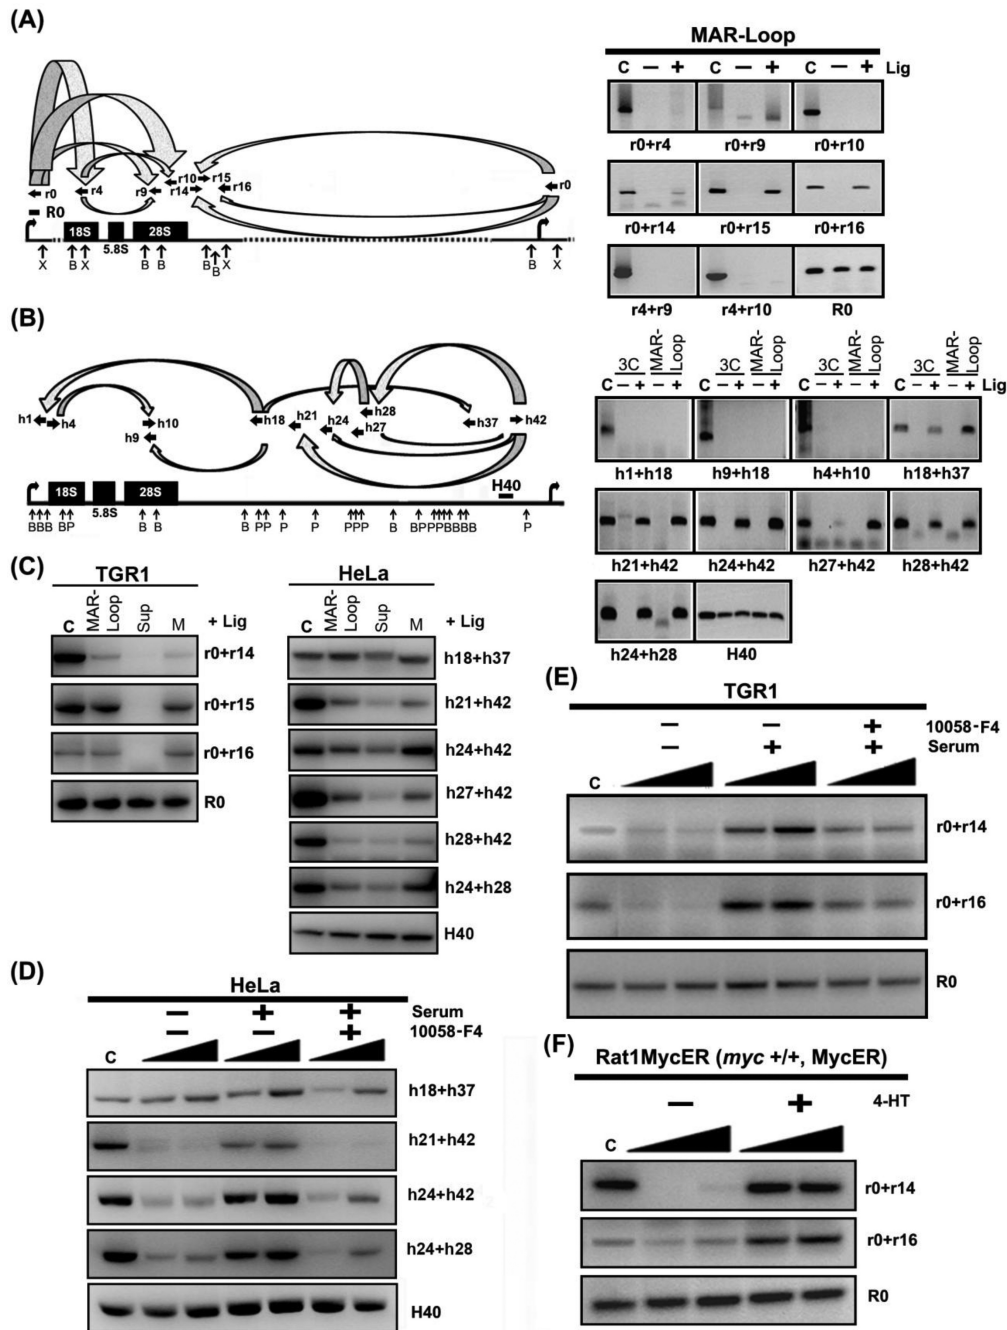 (A)
r0
R0
r4
r9
r10
r14
r15
r16
r0
18S
5.8S
28S
X
B
X
B
B
B
B
X
B
X
MAR-Loop
C − + C − + C − + Lig
r0+r4
r0+r9
r0+r10
r0+r14
r0+r15
r0+r16
r4+r9
r4+r10
R0
(B)
h1
h4
h10
h9
h18
h21
h24
h28
h27
h37
h42
H40
18S
5.8S
28S
BBB
BP
B
B
B
PP
P
P
PPP
B
BPPPBBBB
P
3C MAR-Loop
3C MAR-Loop
3C MAR-Loop
3C MAR-Loop
C − + − + C − + − + C − + − + C − + − + Lig
h1+h18
h9+h18
h4+h10
h18+h37
h21+h42
h24+h42
h27+h42
h28+h42
h24+h28
H40
(C)
TGR1
C
MAR-Loop
Sup
M
+ Lig
r0+r14
r0+r15
r0+r16
R0
HeLa
C
MAR-Loop
Sup
M
+ Lig
h18+h37
h21+h42
h24+h42
h27+h42
h28+h42
h24+h28
H40
(D)
HeLa
− + + Serum
− − + 10058-F4
C
h18+h37
h21+h42
h24+h42
h24+h28
H40
(E)
TGR1
− − + 10058-F4
− + + Serum
C
r0+r14
r0+r16
R0
(F)
Rat1MycER (myc +/+, MycER)
− + 4-HT
C
r0+r14
r0+r16
R0